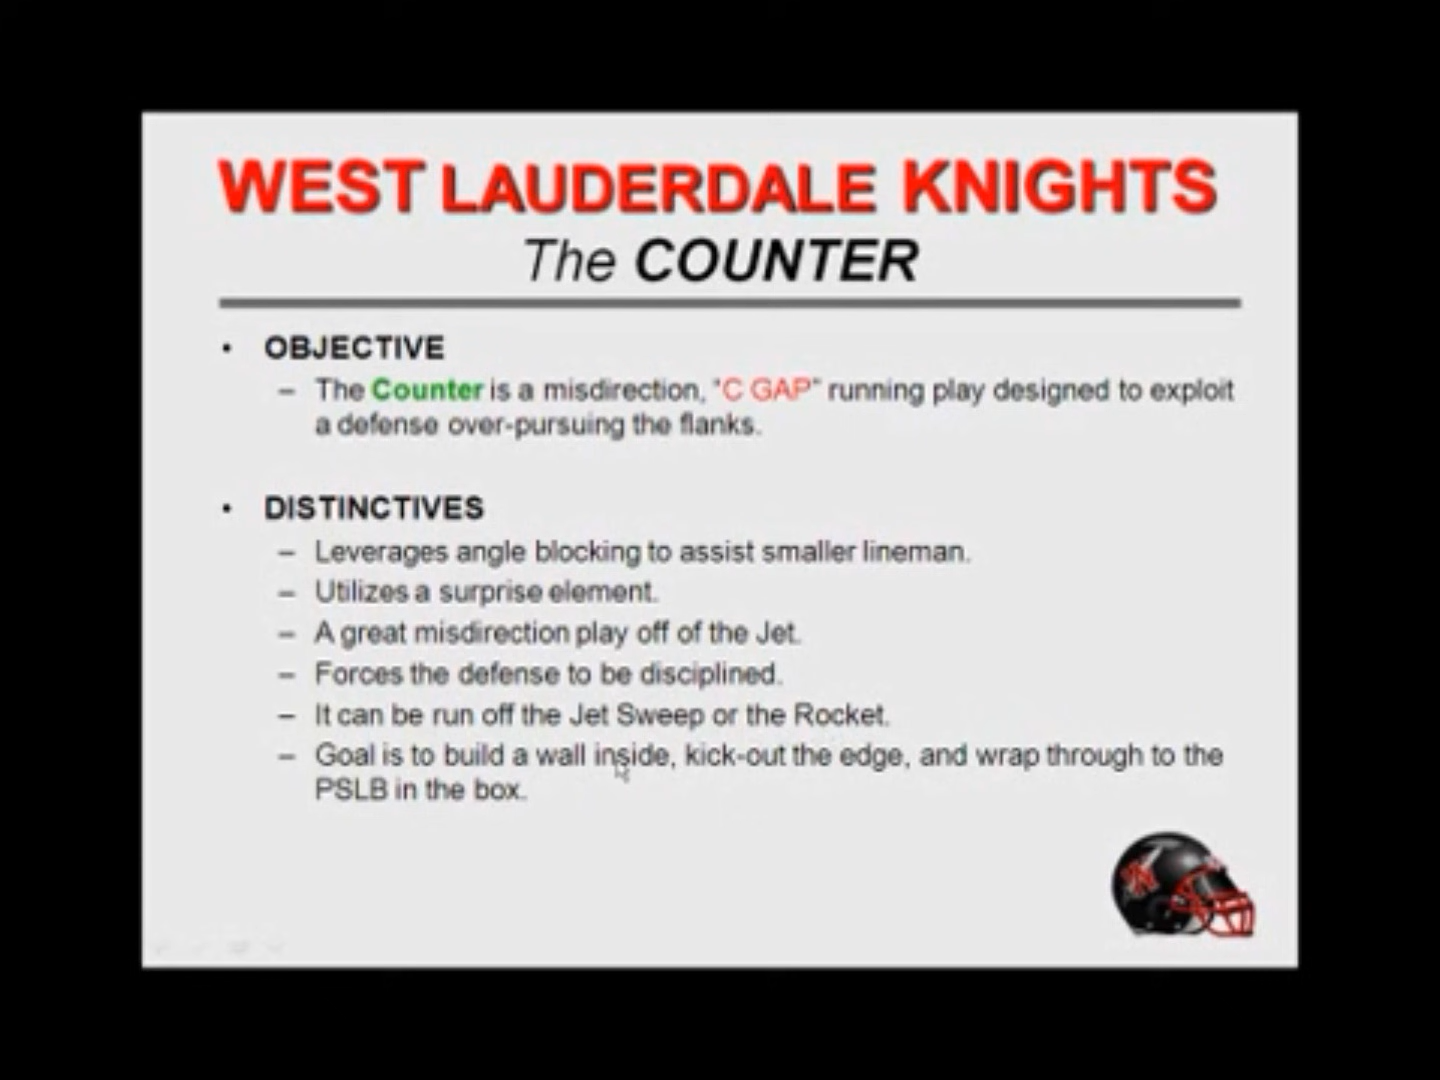 WEST LAUDERDALE KNIGHTS
The COUNTER
• OBJECTIVE
– The Counter is a misdirection, "C GAP" running play designed to exploit
a defense over-pursuing the flanks.
• DISTINCTIVES
– Leverages angle blocking to assist smaller lineman.
– Utilizes a surprise element.
– A great misdirection play off of the Jet.
– Forces the defense to be disciplined.
– It can be run off the Jet Sweep or the Rocket.
– Goal is to build a wall inside, kick-out the edge, and wrap through to the
PSLB in the box.